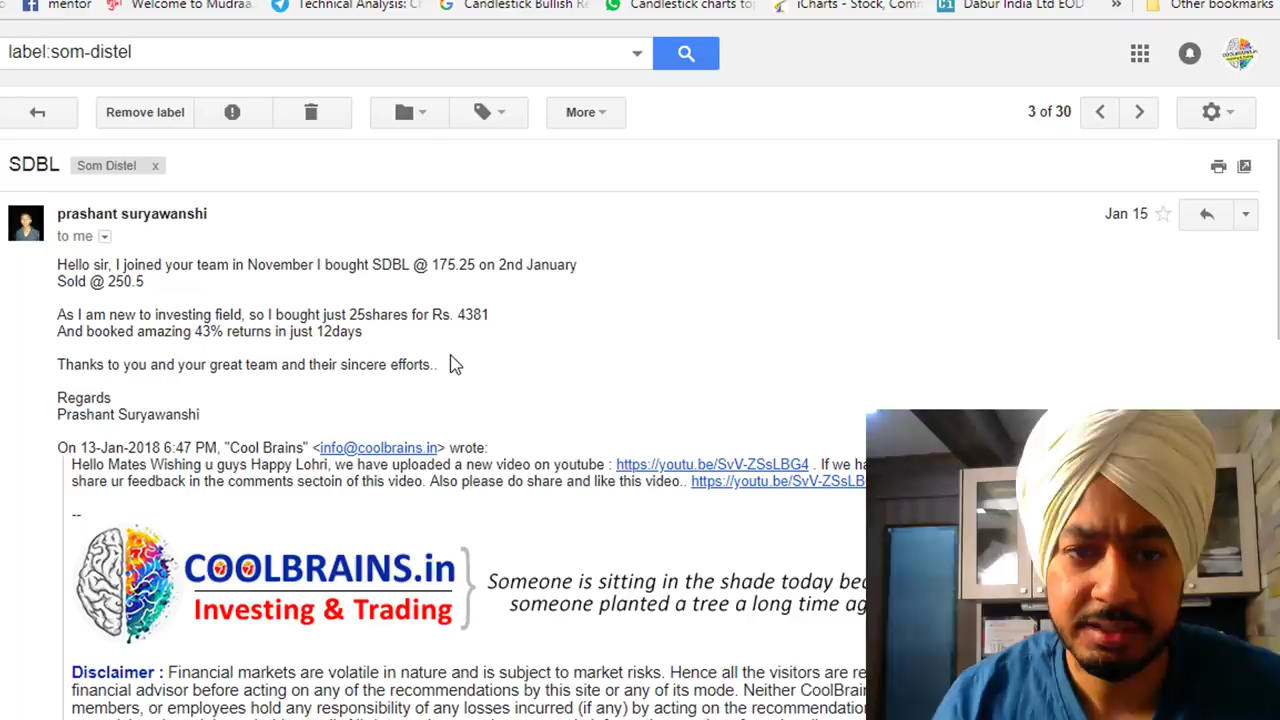 mentor
Welcome to Mudraa
Technical Analysis: C
Candlestick Bullish Re
Candlestick charts top
iCharts - Stock, Com
Dabur India Ltd EOD
»
Other bookmarks
label:som-distel
Remove label
More
3 of 30
SDBL
Som Distel x
prashant suryawanshi
Jan 15
to me
Hello sir, I joined your team in November I bought SDBL @ 175.25 on 2nd January
Sold @ 250.5
As I am new to investing field, so I bought just 25shares for Rs. 4381
And booked amazing 43% returns in just 12days
Thanks to you and your great team and their sincere efforts..
Regards
Prashant Suryawanshi
On 13-Jan-2018 6:47 PM, "Cool Brains" <info@coolbrains.in> wrote:
Hello Mates Wishing u guys Happy Lohri, we have uploaded a new video on youtube : https://youtu.be/SvV-ZSsLBG4 . If we ha
share ur feedback in the comments sectoin of this video. Also please do share and like this video.. https://youtu.be/SvV-ZSsLB
--
COOLBRAINS.in
Investing & Trading
Someone is sitting in the shade today bec
someone planted a tree a long time ag
Disclaimer : Financial markets are volatile in nature and is subject to market risks. Hence all the visitors are re
financial advisor before acting on any of the recommendations by this site or any of its mode. Neither CoolBrain
members, or employees hold any responsibility of any losses incurred (if any) by acting on the recommendation